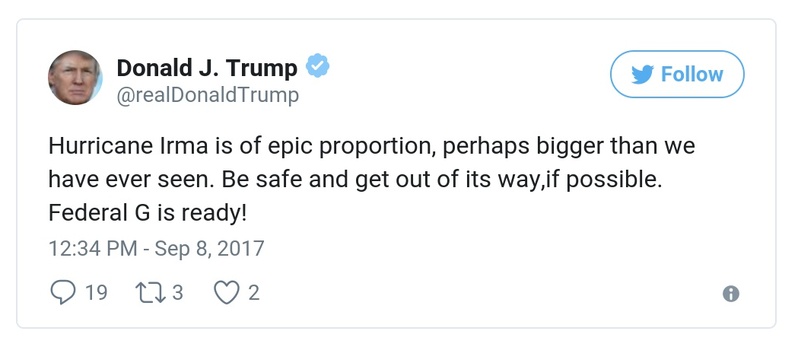 Donald J. Trump
@realDonaldTrump
Follow
Hurricane Irma is of epic proportion, perhaps bigger than we
have ever seen. Be safe and get out of its way,if possible.
Federal G is ready!
12:34 PM - Sep 8, 2017
19 3 2